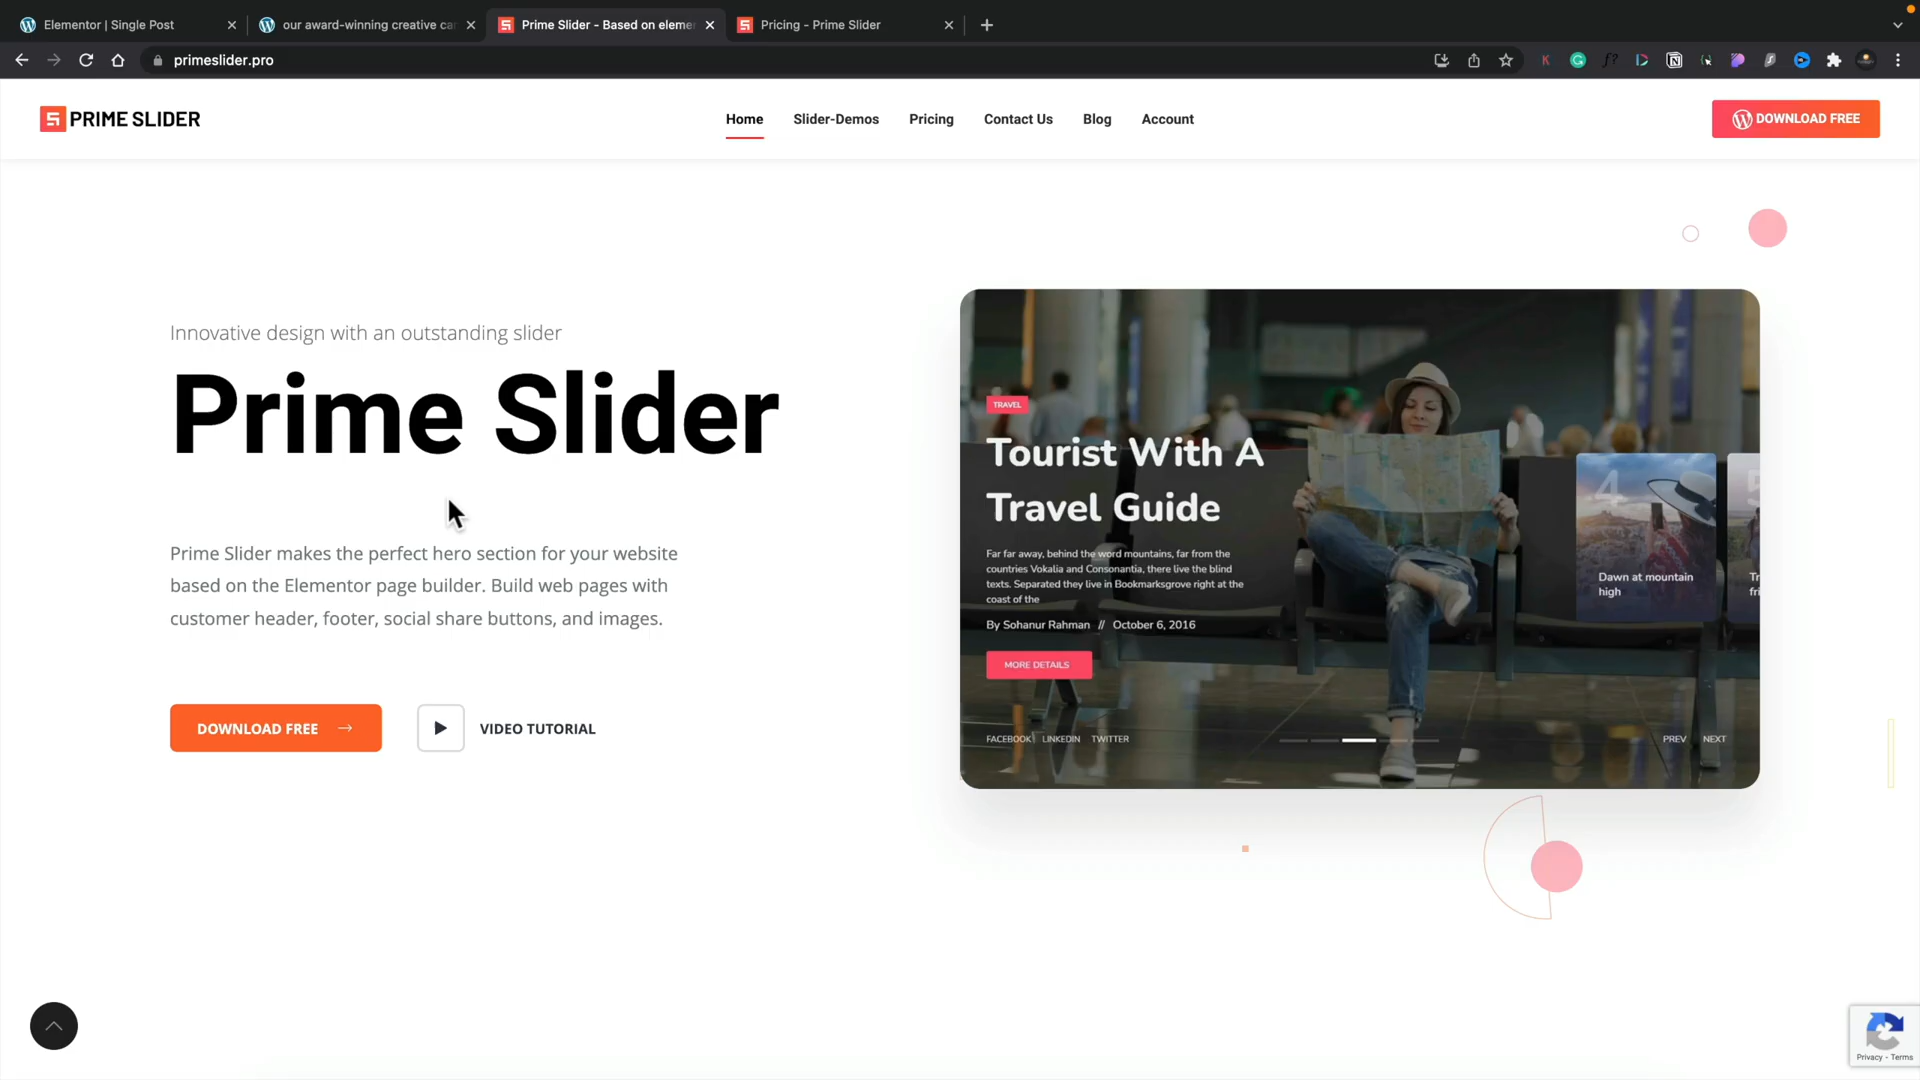 Elementor | Single Post
our award-winning creative car
Prime Slider - Based on elemen
Pricing - Prime Slider
primeslider.pro
PRIME SLIDER
Home
Slider-Demos
Pricing
Contact Us
Blog
Account
DOWNLOAD FREE
Innovative design with an outstanding slider
Prime Slider
Prime Slider makes the perfect hero section for your website
based on the Elementor page builder. Build web pages with
customer header, footer, social share buttons, and images.
DOWNLOAD FREE
VIDEO TUTORIAL
TRAVEL
Tourist With A
Travel Guide
Far far away, behind the word mountains, far from the
countries Vokalia and Consonantia, there live the blind
texts. Separated they live in Bookmarksgrove right at the
coast of the
By Sohanur Rahman // October 6, 2016
MORE DETAILS
FACEBOOK LINKEDIN TWITTER
4
Dawn at mountain
high
5
Tr
fri
PREV NEXT
Privacy - Terms